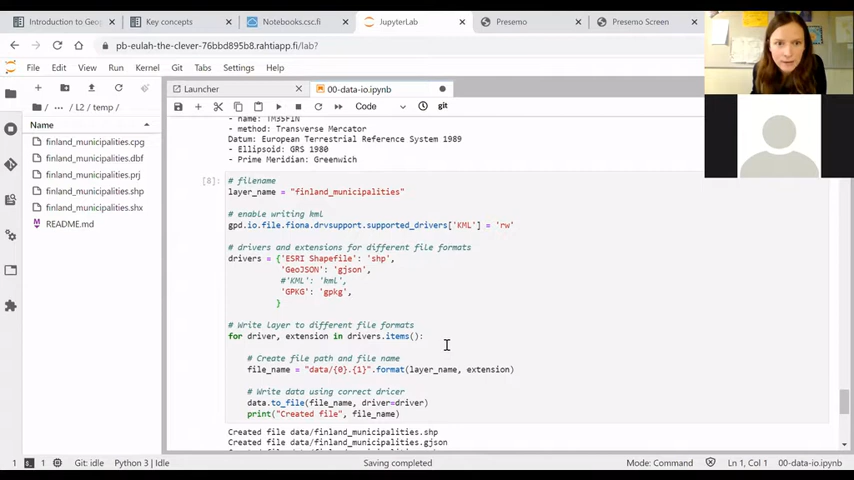 Introduction to Geop
Key concepts
Notebooks.csc.fi
JupyterLab
Presemo
Presemo Screen
pb-eulah-the-clever-76bbd895b8.rahtiapp.fi/lab?
File Edit View Run Kernel Git Tabs Settings Help
Launcher
00-data-io.ipynb
Code
git
/ ··· / L2 / temp /
Name
finland_municipalities.cpg
finland_municipalities.dbf
finland_municipalities.prj
finland_municipalities.shp
finland_municipalities.shx
README.md
- name: TM35FIN
- method: Transverse Mercator
Datum: European Terrestrial Reference System 1989
- Ellipsoid: GRS 1980
- Prime Meridian: Greenwich
[8]:
# filename
layer_name = "finland_municipalities"
# enable writing kml
gpd.io.file.fiona.drvsupport.supported_drivers['KML'] = 'rw'
# drivers and extensions for different file formats
drivers = {'ESRI Shapefile': 'shp',
'GeoJSON': 'gjson',
#'KML': 'kml',
'GPKG': 'gpkg',
}
# Write layer to different file formats
for driver, extension in drivers.items():
# Create file path and file name
file_name = "data/{0}.{1}".format(layer_name, extension)
# Write data using correct dricer
data.to_file(file_name, driver=driver)
print("Created file", file_name)
Created file data/finland_municipalities.shp
Created file data/finland_municipalities.gjson
1
1
Git: idle
Python 3 | Idle
Saving completed
Mode: Command
Ln 1, Col 1
00-data-io.ipynb